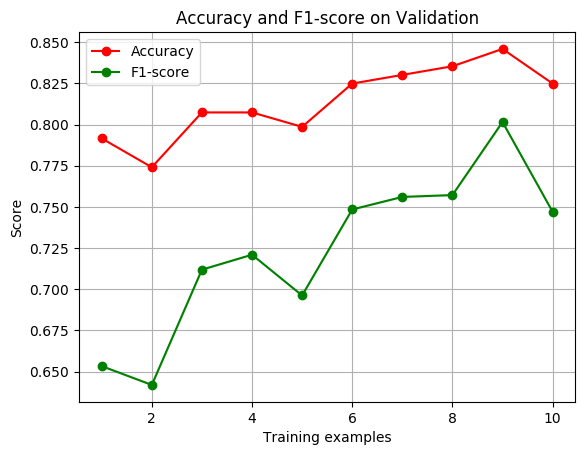 Accuracy and F1-score on Validation
Accuracy
F1-score
0.850
0.825
0.800
0.775
0.750
0.725
0.700
0.675
0.650
Score
2 4 6 8 10
Training examples